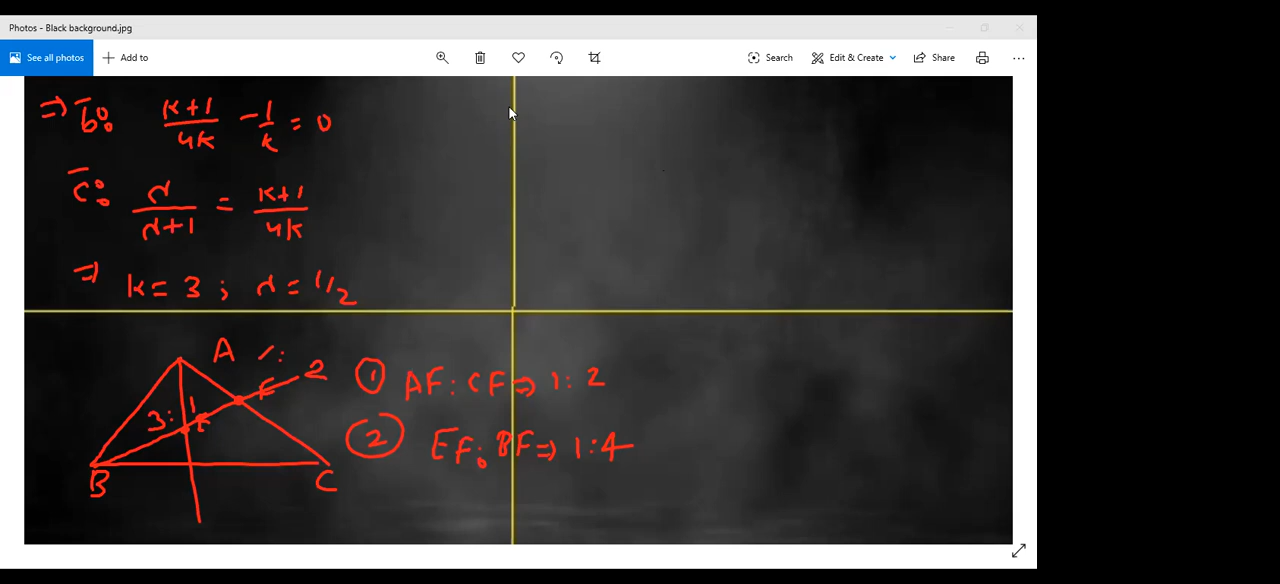 Photos - Black background.jpg
See all photos
Add to
Search
Edit & Create
Share
⇒ b̄: (k+1)/4k - 1/k = 0
c̄: λ/(λ+1) = (k+1)/4k
⇒ k = 3 ; λ = 1/2
A 1: 2
F
3: 1
E
B
C
① AF : CF ⇒ 1 : 2
② EF : BF ⇒ 1 : 4